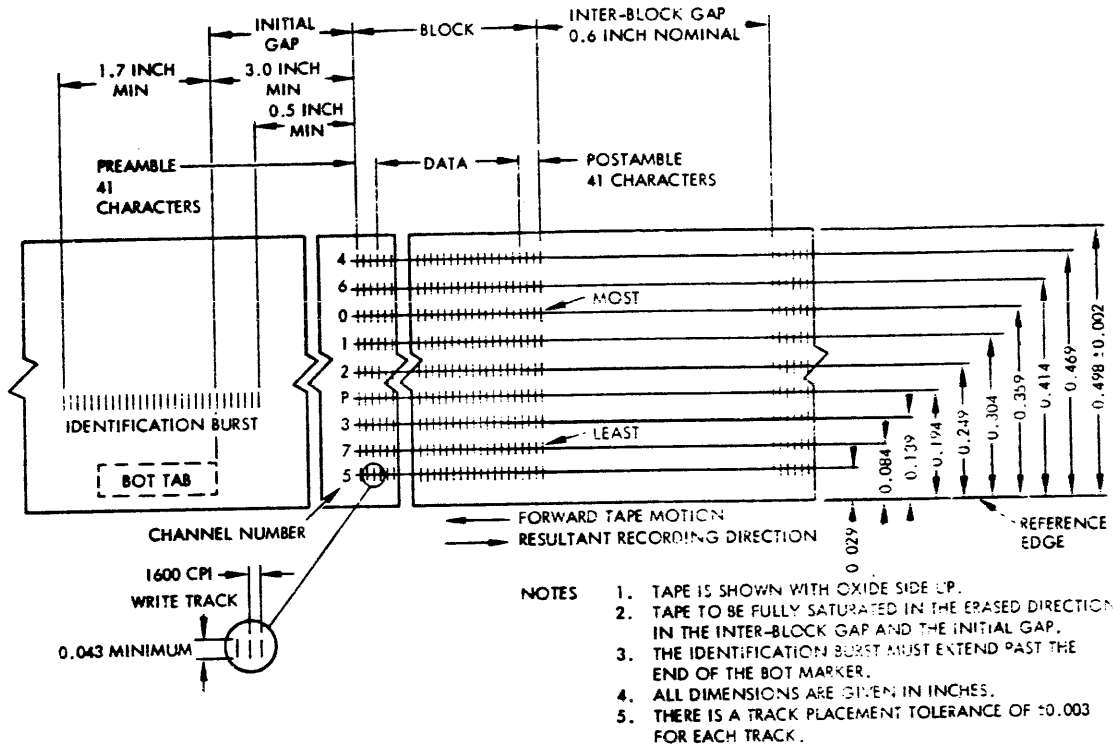 INITIAL
GAP
BLOCK
INTER-BLOCK GAP
0.6 INCH NOMINAL
1.7 INCH
MIN
3.0 INCH
MIN
0.5 INCH
MIN
PREAMBLE
41
CHARACTERS
DATA
POSTAMBLE
41 CHARACTERS
4
6
0
MOST
1
2
P
3
7
LEAST
5
IDENTIFICATION BURST
BOT TAB
0.029
0.084
0.139
0.194
0.249
0.304
0.359
0.414
0.469
0.498 ±0.002
CHANNEL NUMBER
FORWARD TAPE MOTION
RESULTANT RECORDING DIRECTION
REFERENCE
EDGE
1600 CPI
WRITE TRACK
0.043 MINIMUM
NOTES
1. TAPE IS SHOWN WITH OXIDE SIDE UP.
2. TAPE TO BE FULLY SATURATED IN THE ERASED DIRECTION
IN THE INTER-BLOCK GAP AND THE INITIAL GAP.
3. THE IDENTIFICATION BURST MUST EXTEND PAST THE
END OF THE BOT MARKER.
4. ALL DIMENSIONS ARE GIVEN IN INCHES.
5. THERE IS A TRACK PLACEMENT TOLERANCE OF ±0.003
FOR EACH TRACK.